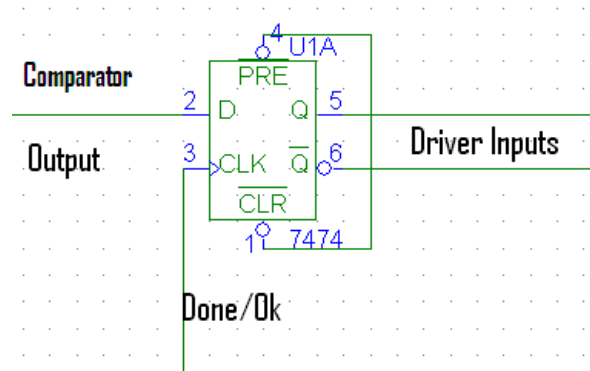 4 U1A
PRE
Comparator
2 D Q 5
Driver Inputs
Output
3 CLK Q 6
CLR
1 7474
Done/Ok